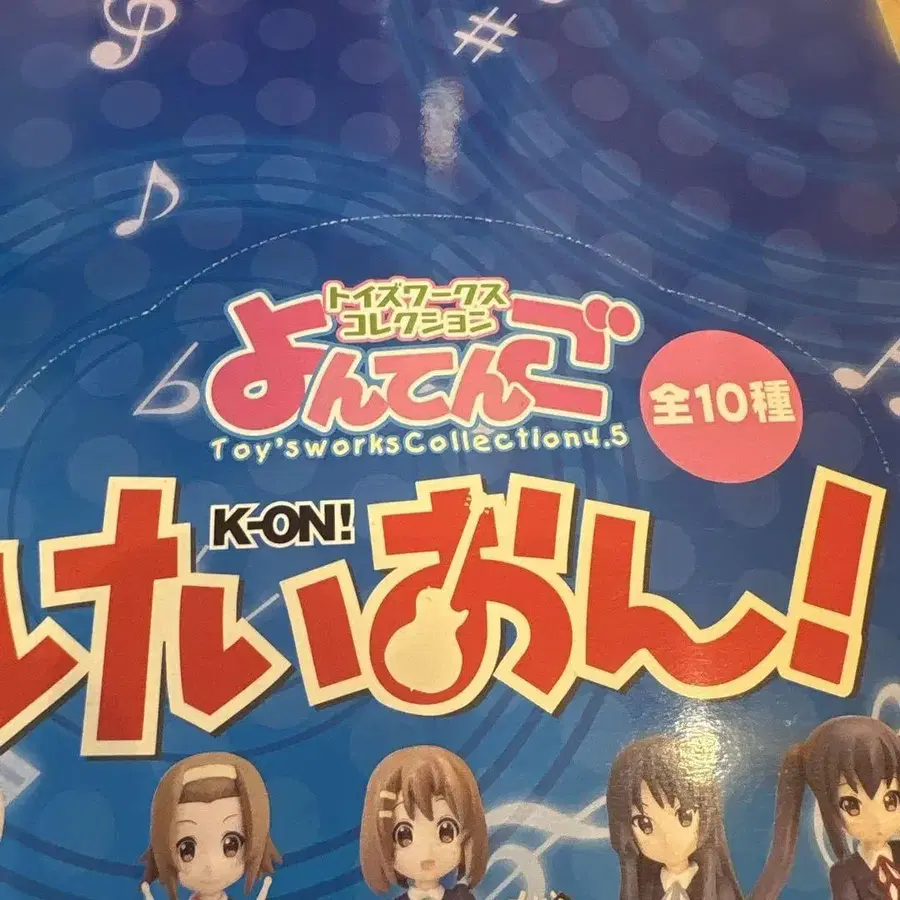 トイズワークス
コレクション
よんてんご
Toy'sworksCollection4.5
全10種
K-ON!
けいおん!